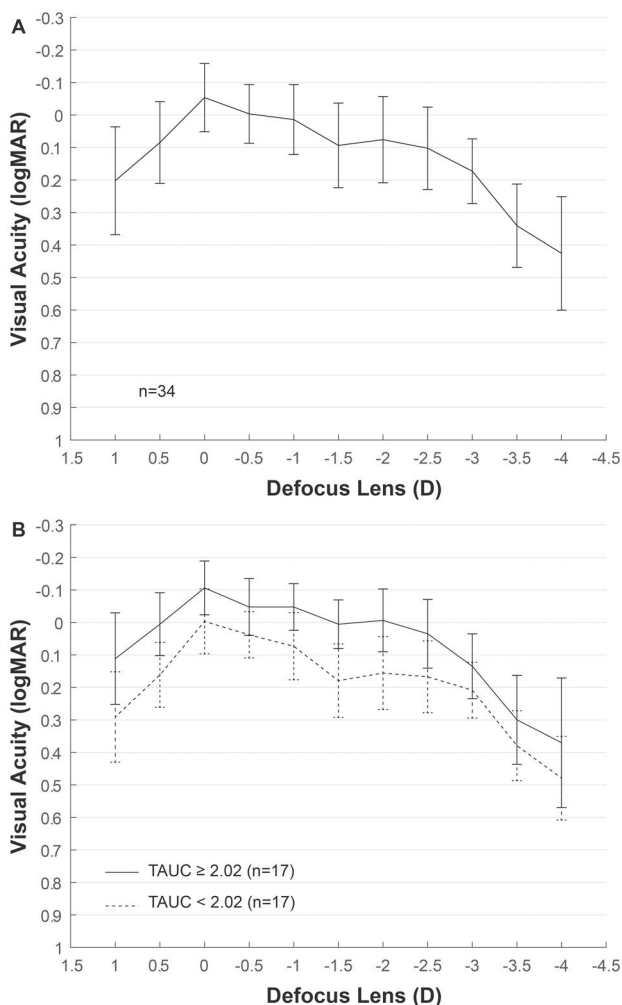 A
-0.3
-0.2
-0.1
0
0.1
0.2
0.3
0.4
0.5
0.6
0.7
0.8
0.9
1
Visual Acuity (logMAR)
n=34
1.5 1 0.5 0 -0.5 -1 -1.5 -2 -2.5 -3 -3.5 -4 -4.5
Defocus Lens (D)
B
-0.3
-0.2
-0.1
0
0.1
0.2
0.3
0.4
0.5
0.6
0.7
0.8
0.9
1
Visual Acuity (logMAR)
TAUC ≥ 2.02 (n=17)
TAUC < 2.02 (n=17)
1.5 1 0.5 0 -0.5 -1 -1.5 -2 -2.5 -3 -3.5 -4 -4.5
Defocus Lens (D)